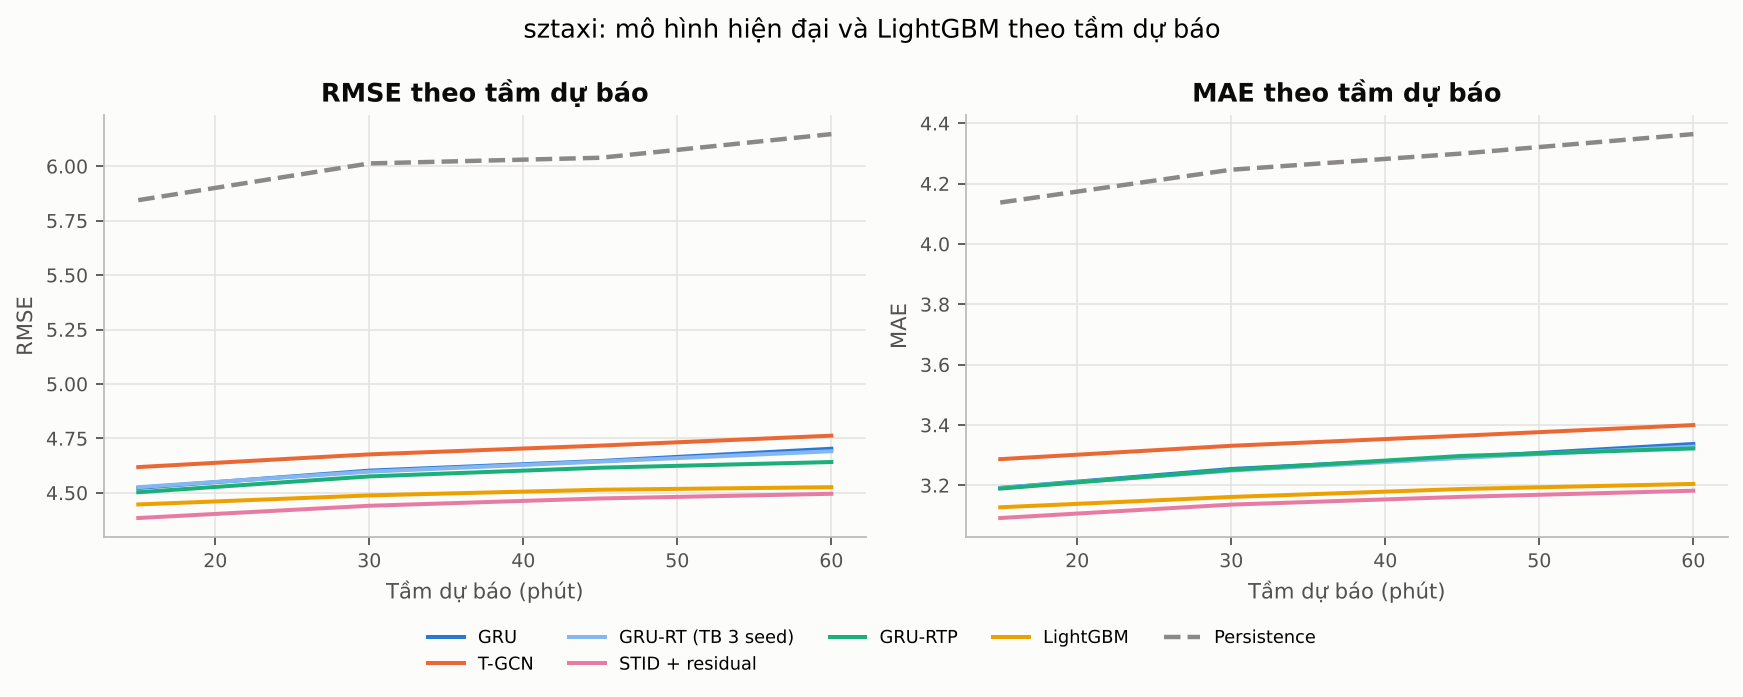 sztaxi: mô hình hiện đại và LightGBM theo tầm dự báo
RMSE theo tầm dự báo
RMSE
6.00
5.75
5.50
5.25
5.00
4.75
4.50
20 30 40 50 60
Tầm dự báo (phút)
MAE theo tầm dự báo
MAE
4.4
4.2
4.0
3.8
3.6
3.4
3.2
20 30 40 50 60
Tầm dự báo (phút)
GRU GRU-RT (TB 3 seed) GRU-RTP LightGBM Persistence
T-GCN STID + residual